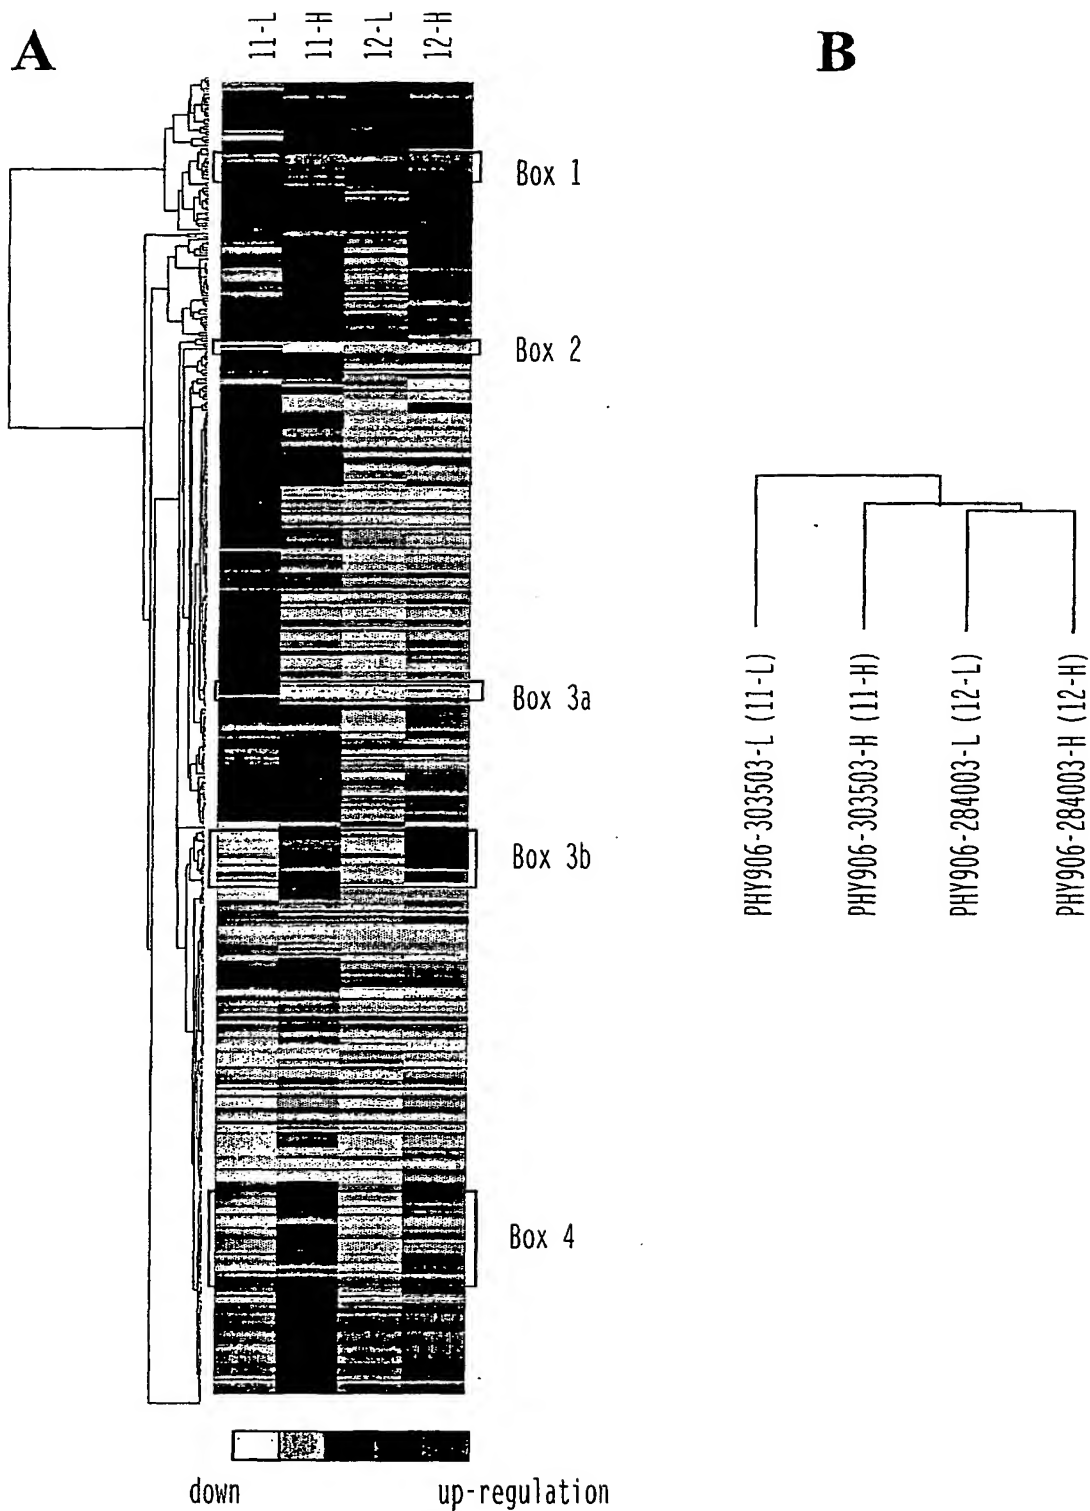 A
B
11-L
11-H
12-L
12-H
Box 1
Box 2
Box 3a
Box 3b
Box 4
down
up-regulation
PHY906-303503-L (11-L)
PHY906-303503-H (11-H)
PHY906-284003-L (12-L)
PHY906-284003-H (12-H)